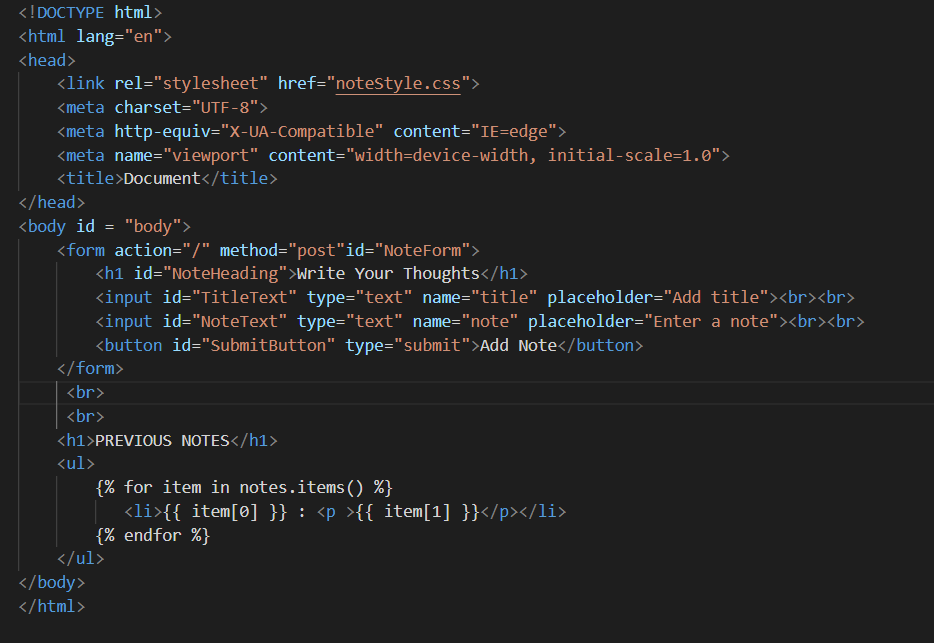 <!DOCTYPE html>
<html lang="en">
<head>
    <link rel="stylesheet" href="noteStyle.css">
    <meta charset="UTF-8">
    <meta http-equiv="X-UA-Compatible" content="IE=edge">
    <meta name="viewport" content="width=device-width, initial-scale=1.0">
    <title>Document</title>
</head>
<body id = "body">
    <form action="/" method="post"id="NoteForm">
        <h1 id="NoteHeading">Write Your Thoughts</h1>
        <input id="TitleText" type="text" name="title" placeholder="Add title"><br><br>
        <input id="NoteText" type="text" name="note" placeholder="Enter a note"><br><br>
        <button id="SubmitButton" type="submit">Add Note</button>
    </form>
     <br>
     <br>
    <h1>PREVIOUS NOTES</h1>
    <ul>
        {% for item in notes.items() %}
           <li>{{ item[0] }} : <p >{{ item[1] }}</p></li>
        {% endfor %}
    </ul>
</body>
</html>